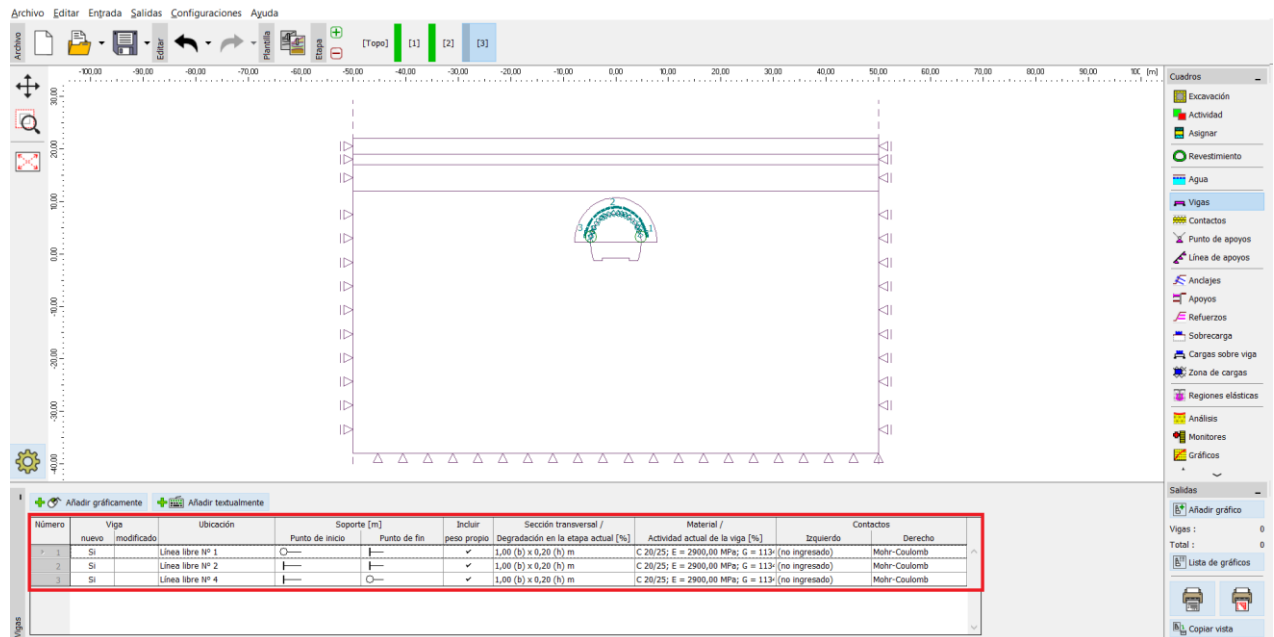 Archivo Editar Entrada Salidas Configuraciones Ayuda
Archivo
Editar
Plantilla
Etapa
[Topo] [1] [2] [3]
-100,00 -90,00 -80,00 -70,00 -60,00 -50,00 -40,00 -30,00 -20,00 -10,00 0,00 10,00 20,00 30,00 40,00 50,00 60,00 70,00 80,00 90,00 [m]
30,00
20,00
10,00
0,00
-10,00
-20,00
-30,00
-40,00
2
3
1
Cuadros
Excavación
Actividad
Asignar
Revestimiento
Agua
Vigas
Contactos
Punto de apoyos
Línea de apoyos
Anclajes
Apoyos
Refuerzos
Sobrecarga
Cargas sobre viga
Zona de cargas
Regiones elásticas
Análisis
Monitores
Gráficos
Añadir gráficamente Añadir textualmente
Número Viga Ubicación Soporte [m] Incluir Sección transversal / Material / Contactos
nuevo modificado Punto de inicio Punto de fin peso propio Degradación en la etapa actual [%] Actividad actual de la viga [%] Izquierdo Derecho
1 Si Línea libre Nº 1 1,00 (b) x 0,20 (h) m C 20/25; E = 2900,00 MPa; G = 113 (no ingresado) Mohr-Coulomb
2 Si Línea libre Nº 2 1,00 (b) x 0,20 (h) m C 20/25; E = 2900,00 MPa; G = 113 (no ingresado) Mohr-Coulomb
3 Si Línea libre Nº 4 1,00 (b) x 0,20 (h) m C 20/25; E = 2900,00 MPa; G = 113 (no ingresado) Mohr-Coulomb
Vigas
Salidas
Añadir gráfico
Vigas : 0
Total : 0
Lista de gráficos
Copiar vista